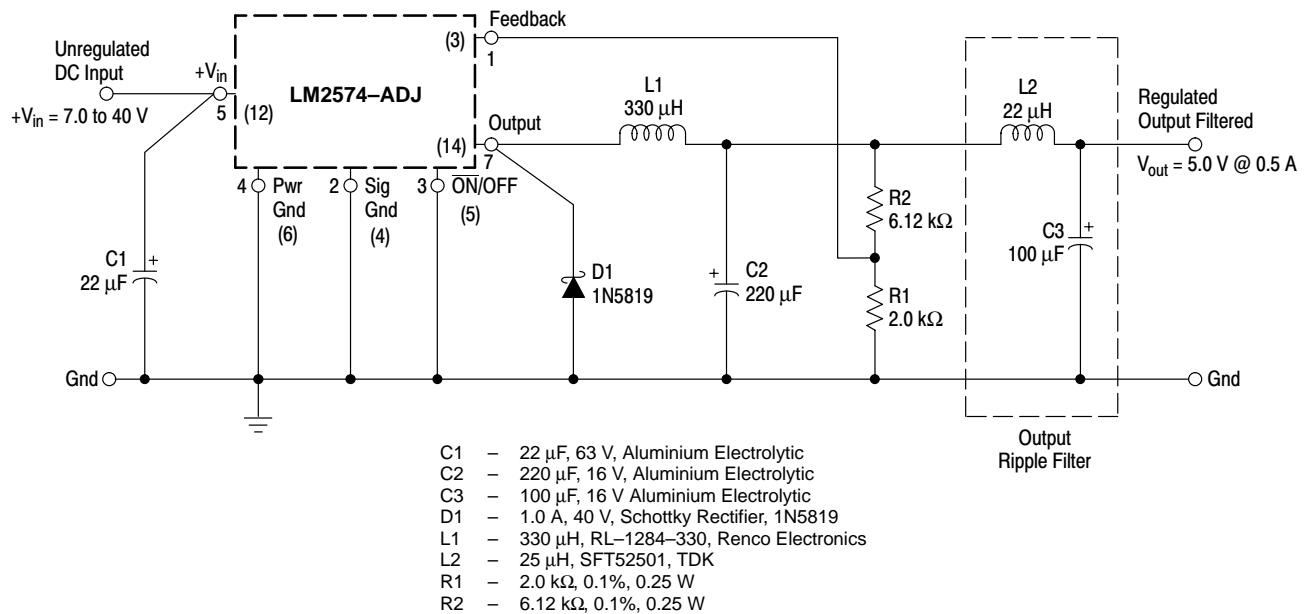 Feedback
(3)
1
Unregulated
DC Input
+Vin
LM2574–ADJ
+Vin = 7.0 to 40 V
5
(12)
L1
330 μH
L2
22 μH
Regulated
Output Filtered
Output
(14)
7
Vout = 5.0 V @ 0.5 A
4
Pwr
Gnd
(6)
2
Sig
Gnd
(4)
3
ON/OFF
(5)
R2
6.12 kΩ
C1
22 μF
+
D1
1N5819
+
C2
220 μF
R1
2.0 kΩ
C3
100 μF
+
Gnd
Gnd
Output
Ripple Filter
C1 – 22 μF, 63 V, Aluminium Electrolytic
C2 – 220 μF, 16 V, Aluminium Electrolytic
C3 – 100 μF, 16 V Aluminium Electrolytic
D1 – 1.0 A, 40 V, Schottky Rectifier, 1N5819
L1 – 330 μH, RL–1284–330, Renco Electronics
L2 – 25 μH, SFT52501, TDK
R1 – 2.0 kΩ, 0.1%, 0.25 W
R2 – 6.12 kΩ, 0.1%, 0.25 W